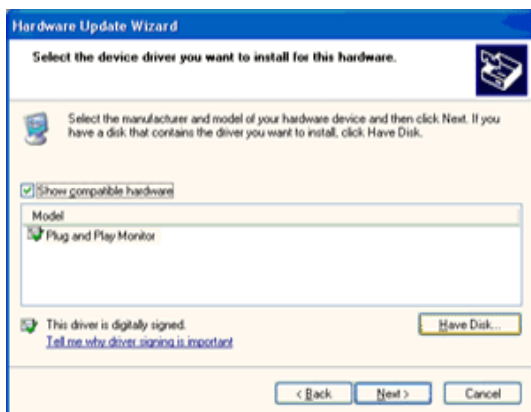 Hardware Update Wizard
Select the device driver you want to install for this hardware.
Select the manufacturer and model of your hardware device and then click Next. If you
have a disk that contains the driver you want to install, click Have Disk.
Show compatible hardware
Model
Plug and Play Monitor
This driver is digitally signed.
Have Disk...
Tell me why driver signing is important
< Back
Next >
Cancel